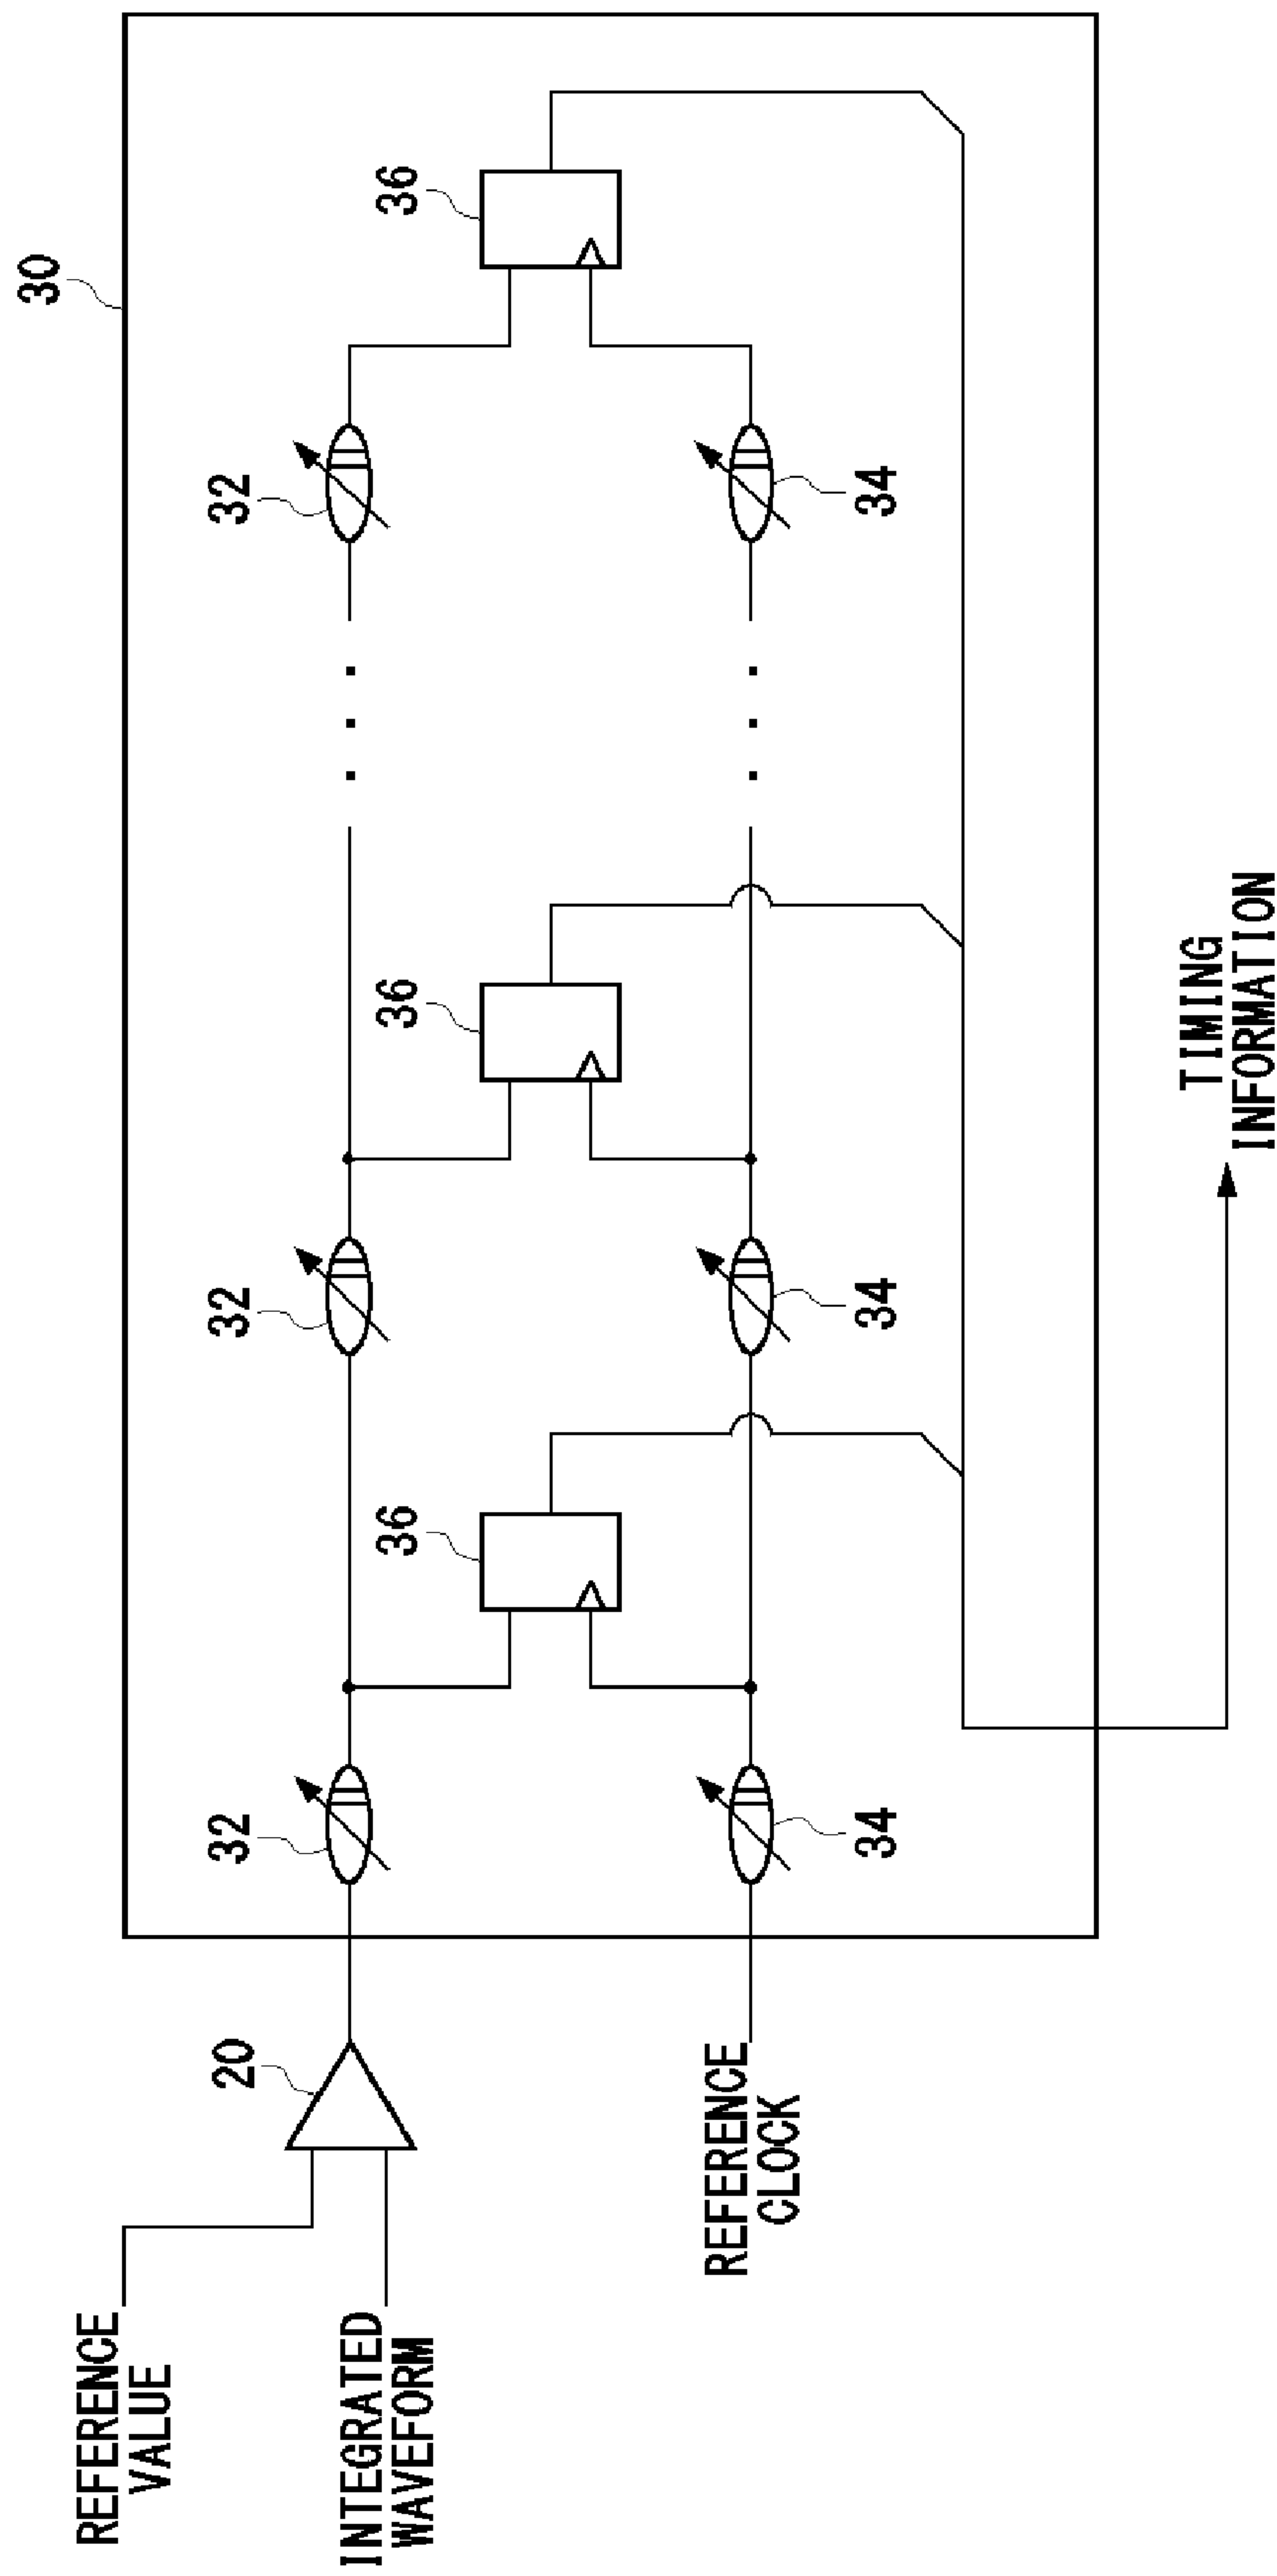 30
36
32
34
36
32
34
36
32
34
20
REFERENCE
VALUE
INTEGRATED
WAVEFORM
REFERENCE
CLOCK
TIMING
INFORMATION